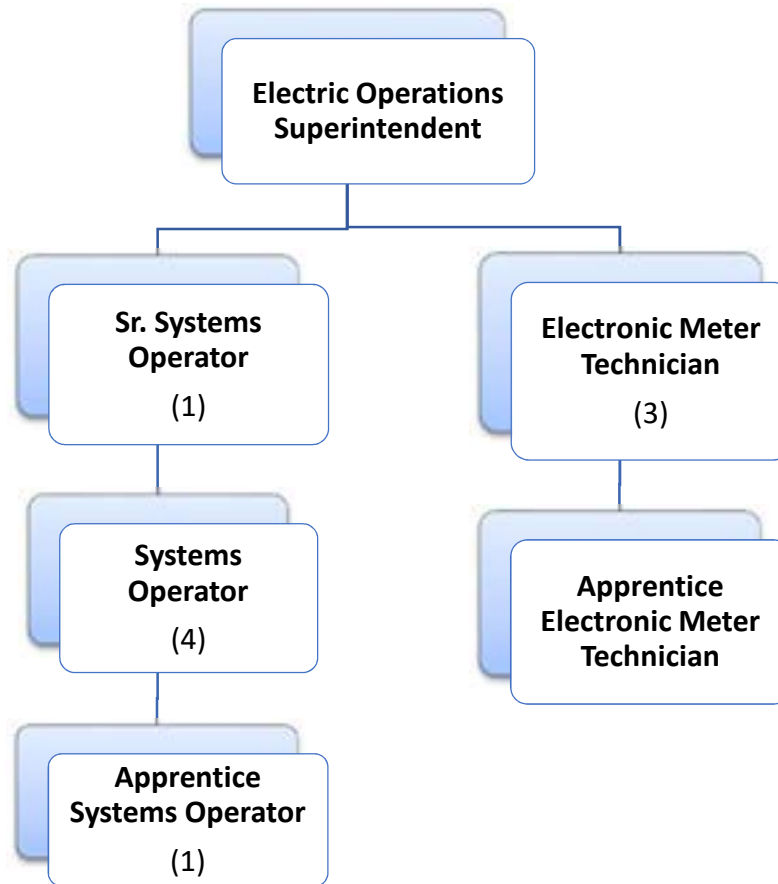 Electric Operations
Superintendent
Sr. Systems
Operator
(1)
Electronic Meter
Technician
(3)
Systems
Operator
(4)
Apprentice
Electronic Meter
Technician
Apprentice
Systems Operator
(1)